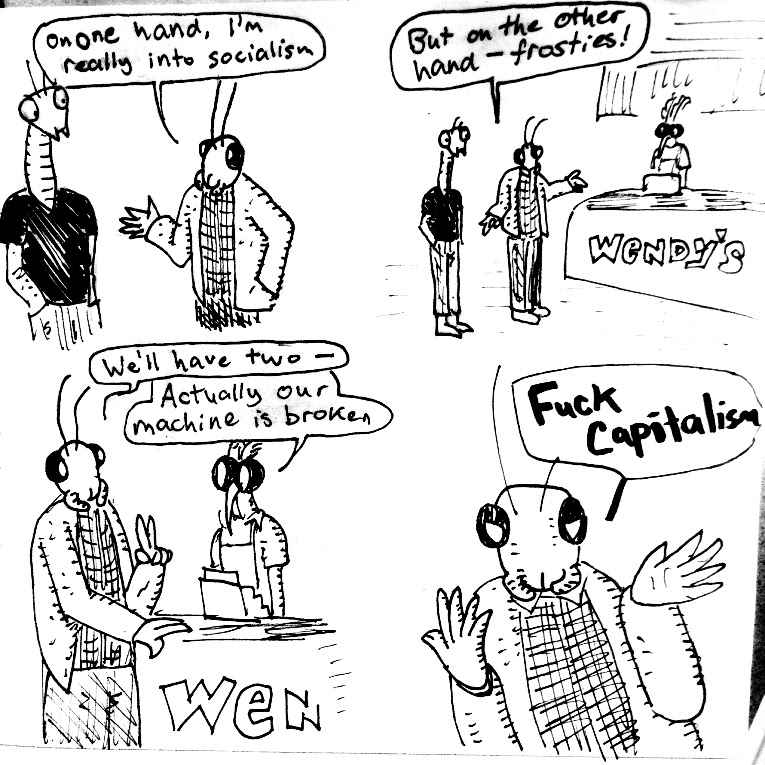 On one hand, I'm
really into socialism
But on the other
hand – frosties!
WENDY'S
We'll have two –
Actually our
machine is broken
WEN
Fuck
Capitalism